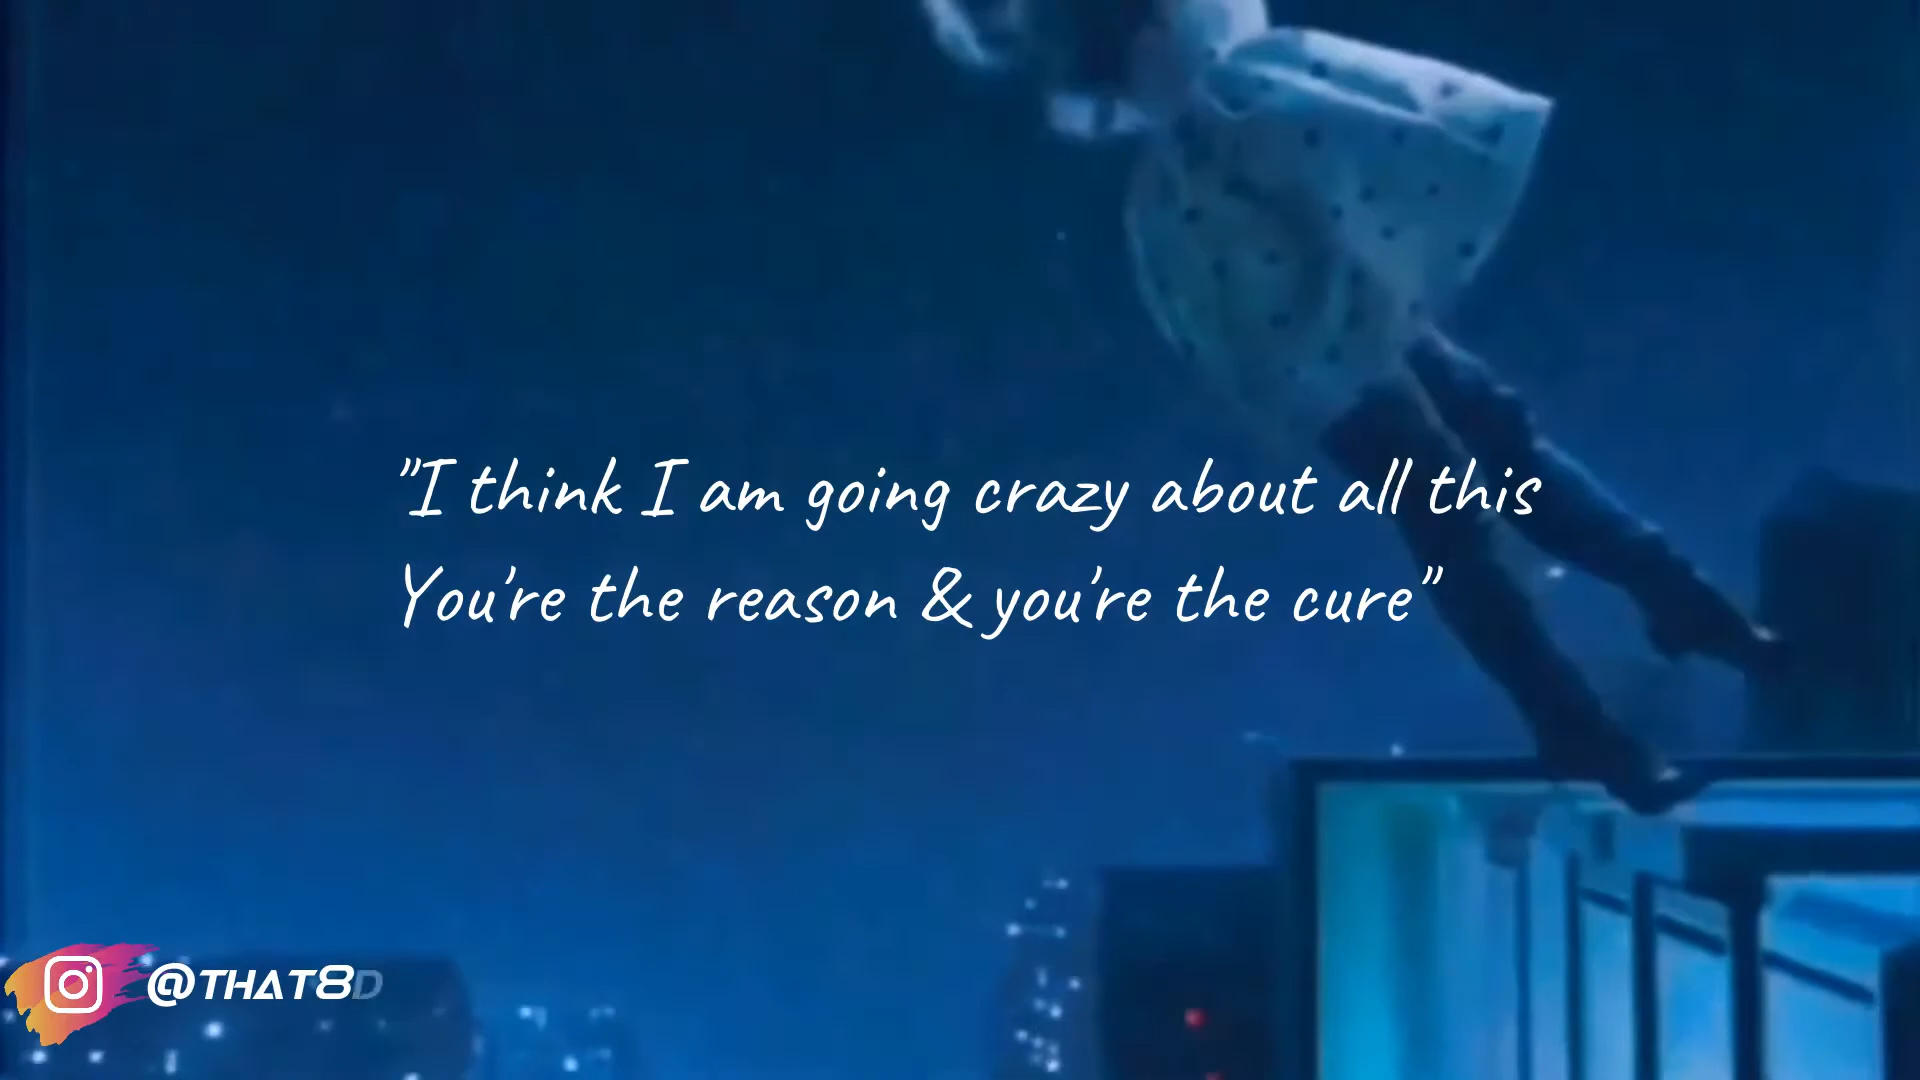 "I think I am going crazy about all this
You're the reason & you're the cure"
@THAT8D